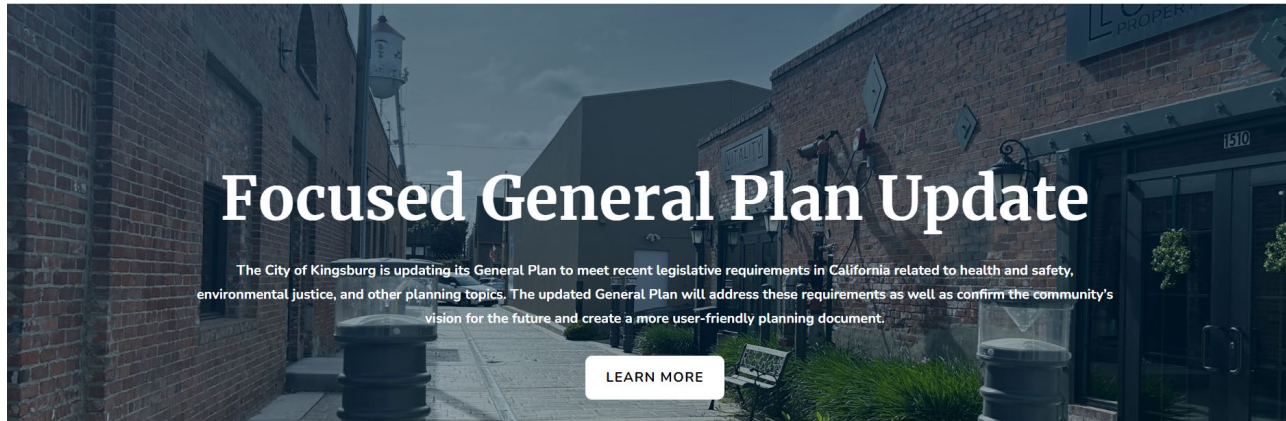 PROPERT
VITALITY
1510
Focused General Plan Update
The City of Kingsburg is updating its General Plan to meet recent legislative requirements in California related to health and safety,
environmental justice, and other planning topics. The updated General Plan will address these requirements as well as confirm the community's
vision for the future and create a more user-friendly planning document.
LEARN MORE